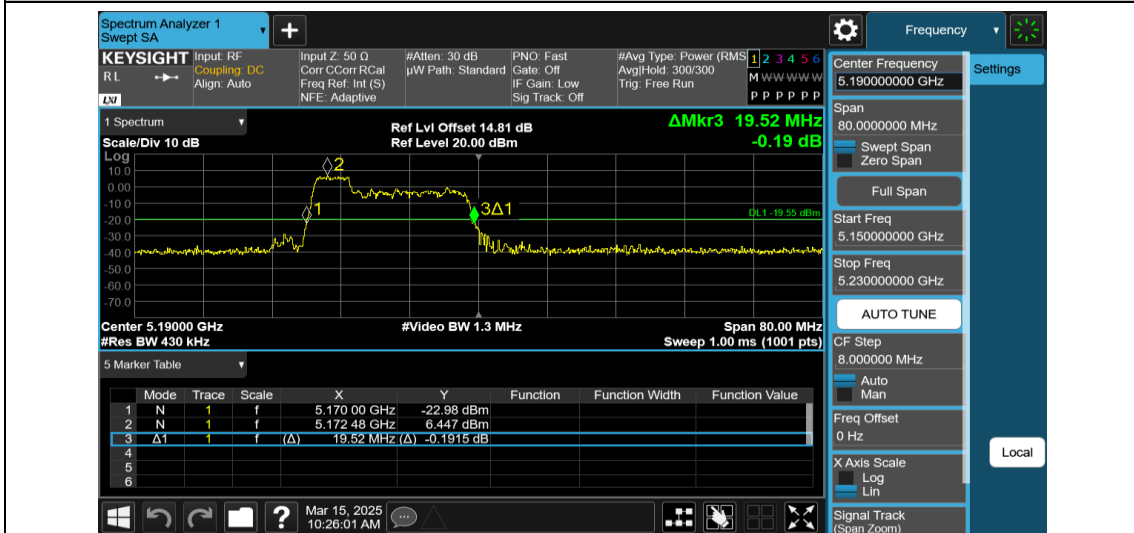 Spectrum Analyzer 1
Swept SA
+
Frequency
KEYSIGHT
RL
LXI
Input: RF
Coupling: DC
Align: Auto
Input Z: 50 Ω
Corr CCorr RCal
Freq Ref: Int (S)
NFE: Adaptive
#Atten: 30 dB
µW Path: Standard
PNO: Fast
Gate: Off
IF Gain: Low
Sig Track: Off
#Avg Type: Power (RMS
Avg|Hold: 300/300
Trig: Free Run
1 2 3 4 5 6
M W W W W W
P P P P P P
1 Spectrum
Scale/Div 10 dB
Ref Lvl Offset 14.81 dB
Ref Level 20.00 dBm
ΔMkr3 19.52 MHz
-0.19 dB
Log
10.0
0.00
-10.0
-20.0
-30.0
-40.0
-50.0
-60.0
-70.0
2
1
3Δ1
DL1 -19.55 dBm
Center 5.19000 GHz
#Video BW 1.3 MHz
Span 80.00 MHz
#Res BW 430 kHz
Sweep 1.00 ms (1001 pts)
5 Marker Table
Mode Trace Scale X Y Function Function Width Function Value
1 N 1 f 5.170 00 GHz -22.98 dBm
2 N 1 f 5.172 48 GHz 6.447 dBm
3 Δ1 1 f (Δ) 19.52 MHz (Δ) -0.1915 dB
4
5
6
Mar 15, 2025
10:26:01 AM
?
Center Frequency
5.190000000 GHz
Settings
Span
80.0000000 MHz
Swept Span
Zero Span
Full Span
Start Freq
5.150000000 GHz
Stop Freq
5.230000000 GHz
AUTO TUNE
CF Step
8.000000 MHz
Auto
Man
Freq Offset
0 Hz
X Axis Scale
Log
Lin
Signal Track
(Span Zoom)
Local